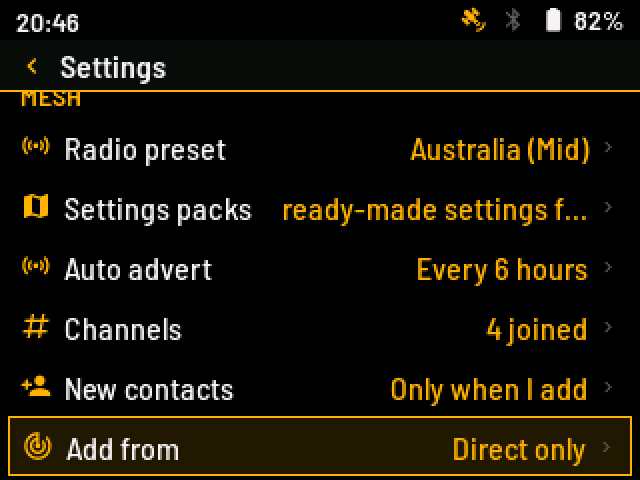 20:46
82%
Settings
MESH
Radio preset Australia (Mid)
Settings packs ready-made settings f...
Auto advert Every 6 hours
Channels 4 joined
New contacts Only when I add
Add from Direct only